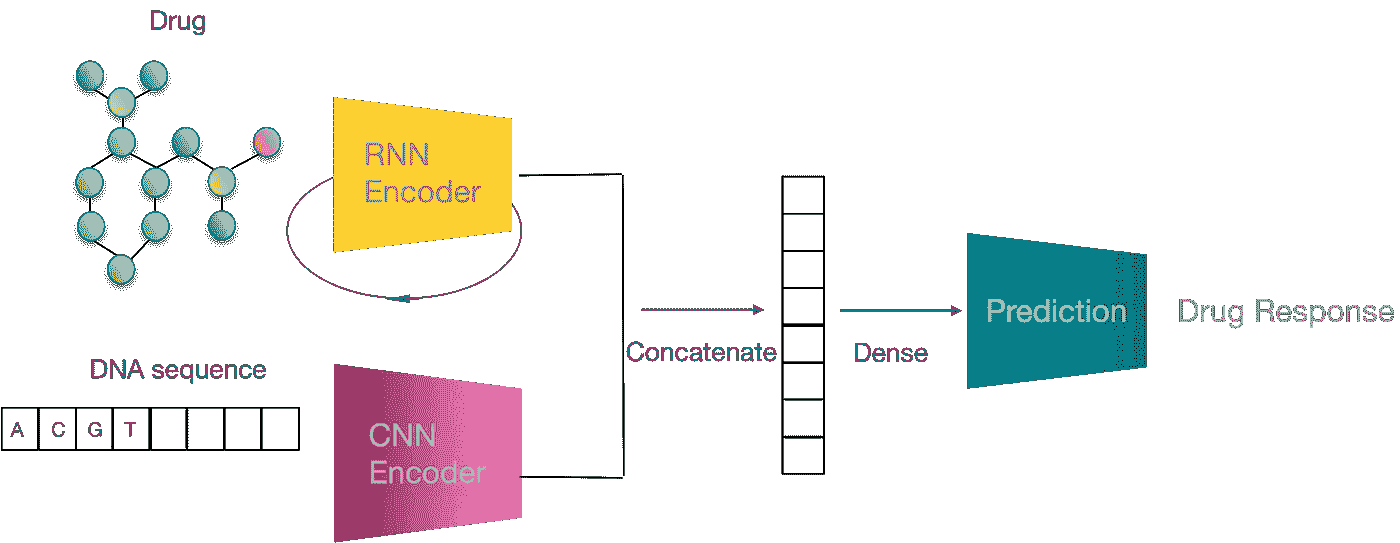 Drug
RNN
Encoder
DNA sequence
A C G T
CNN
Encoder
Concatenate
Dense
Prediction
Drug Response